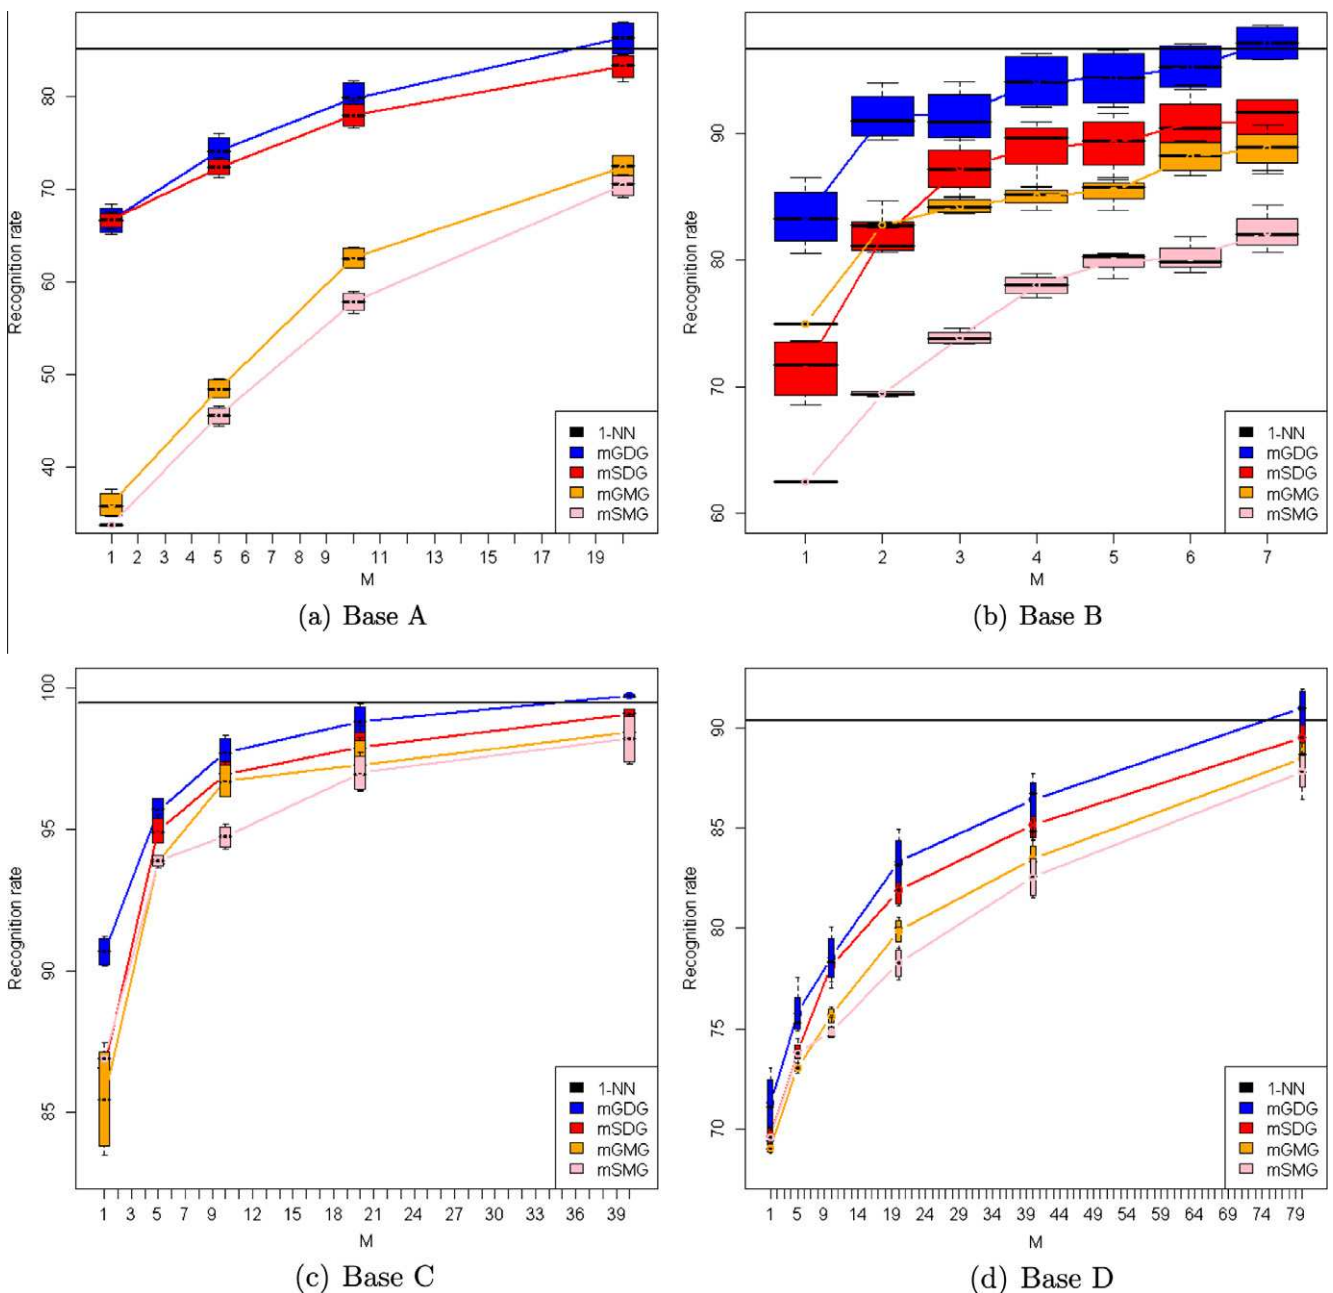 Recognition rate
80
70
60
50
40
1 2 3 4 5 6 7 8 9 11 13 15 17 19
M
1-NN
mGDG
mSDG
mGMG
mSMG
(a) Base A
Recognition rate
90
80
70
60
1 2 3 4 5 6 7
M
1-NN
mGDG
mSDG
mGMG
mSMG
(b) Base B
Recognition rate
100
95
90
85
1 3 5 7 9 12 15 18 21 24 27 30 33 36 39
M
1-NN
mGDG
mSDG
mGMG
mSMG
(c) Base C
Recognition rate
90
85
80
75
70
1 5 9 14 19 24 29 34 39 44 49 54 59 64 69 74 79
M
1-NN
mGDG
mSDG
mGMG
mSMG
(d) Base D